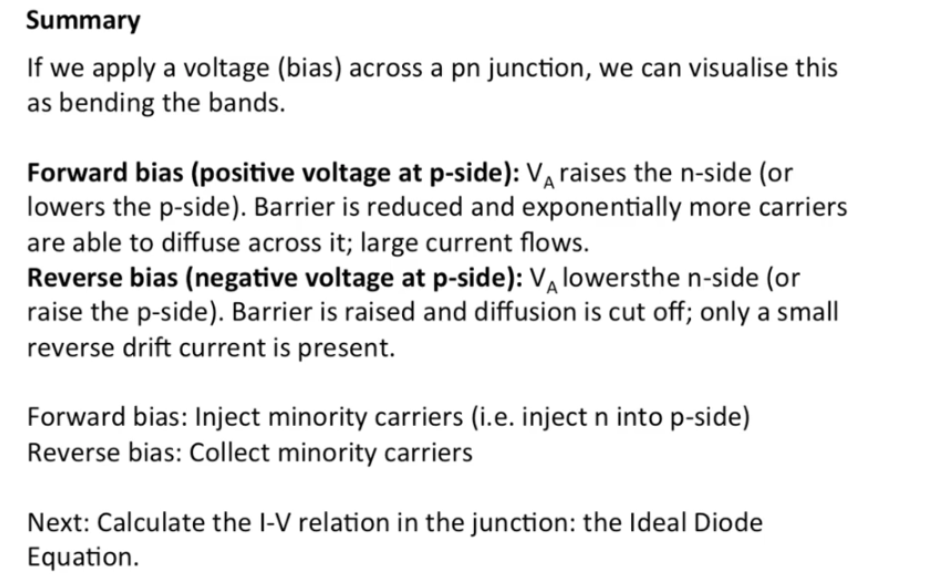 Summary
If we apply a voltage (bias) across a pn junction, we can visualise this
as bending the bands.
Forward bias (positive voltage at p-side): VA raises the n-side (or
lowers the p-side). Barrier is reduced and exponentially more carriers
are able to diffuse across it; large current flows.
Reverse bias (negative voltage at p-side): VA lowersthe n-side (or
raise the p-side). Barrier is raised and diffusion is cut off; only a small
reverse drift current is present.
Forward bias: Inject minority carriers (i.e. inject n into p-side)
Reverse bias: Collect minority carriers
Next: Calculate the I-V relation in the junction: the Ideal Diode
Equation.